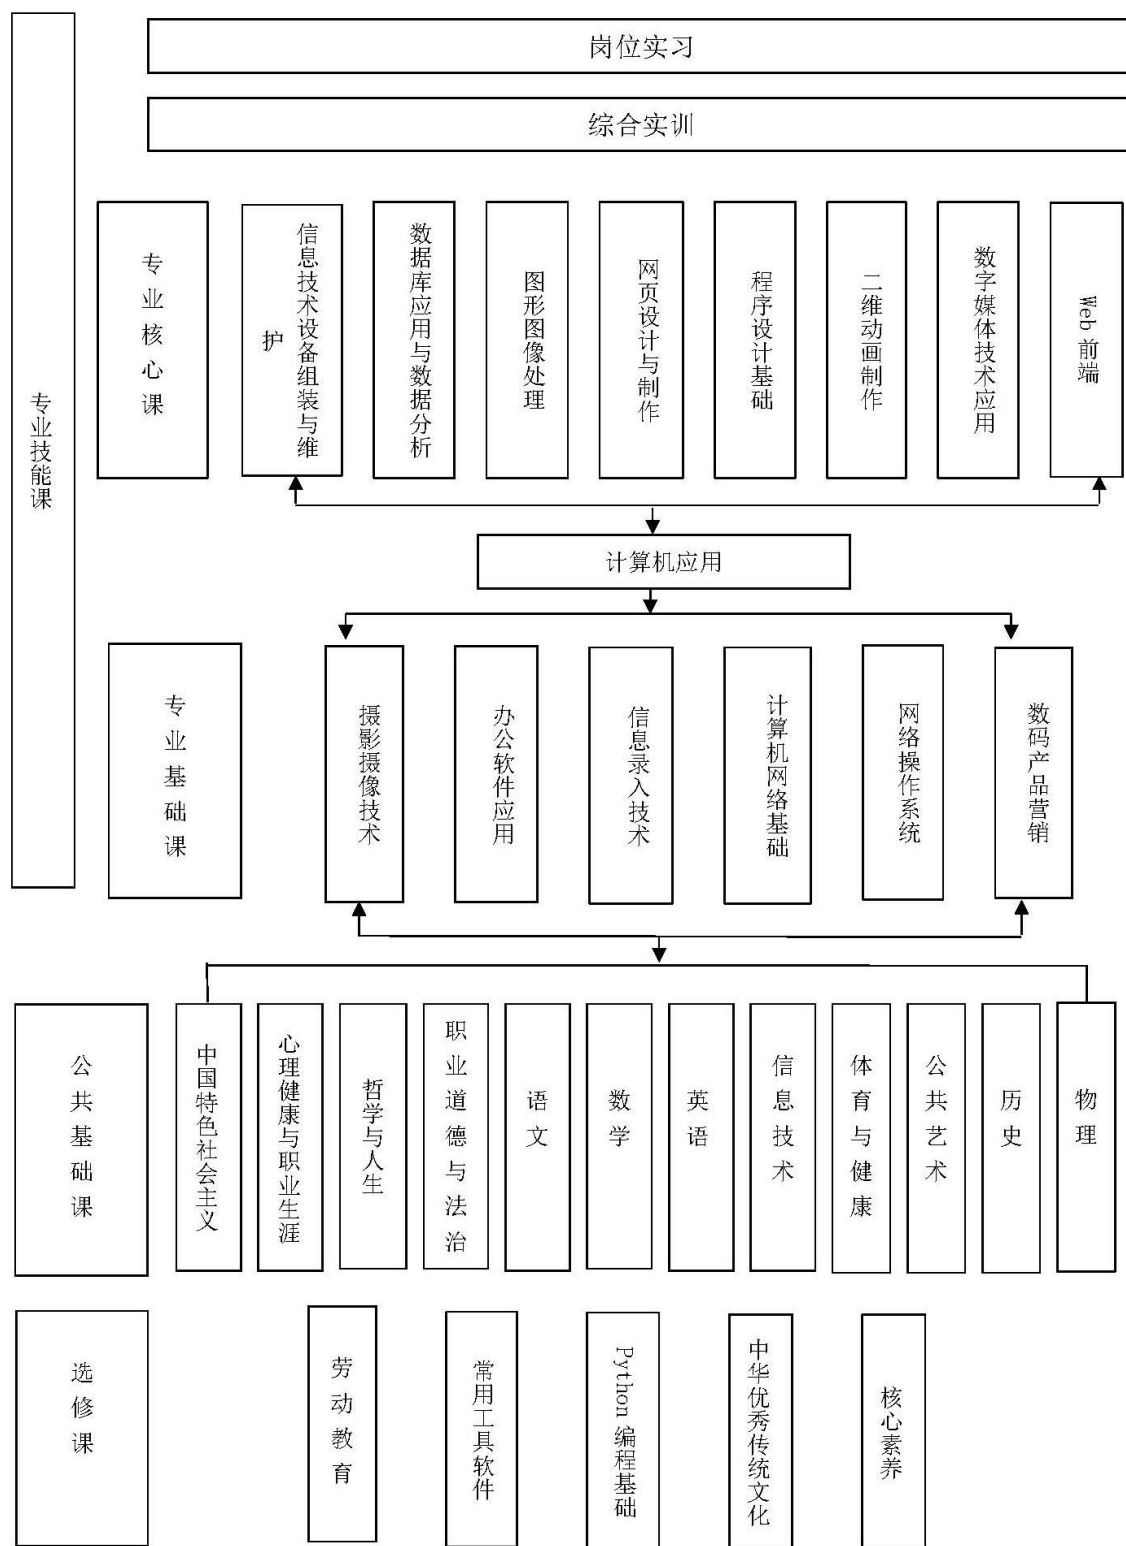 岗位实习
综合实训
专业技能课
专业核心课
信息技术设备组装与维
护
数据库应用与数据分析
图形图像处理
网页设计与制作
程序设计基础
二维动画制作
数字媒体技术应用
Web 前端
计算机应用
专业基础课
摄影摄像技术
办公软件应用
信息录入技术
计算机网络基础
网络操作系统
数码产品营销
公共基础课
中国特色社会主义
心理健康与职业生涯
哲学与人生
职业道德与法治
语文
数学
英语
信息技术
体育与健康
公共艺术
历史
物理
选修课
劳动教育
常用工具软件
Python 编程基础
中华优秀传统文化
核心素养